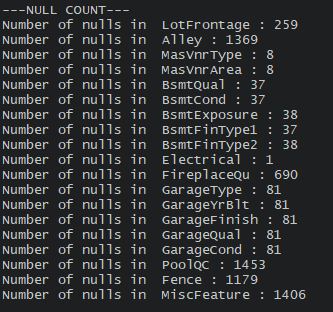 ---NULL COUNT---
Number of nulls in  LotFrontage : 259
Number of nulls in  Alley : 1369
Number of nulls in  MasVnrType : 8
Number of nulls in  MasVnrArea : 8
Number of nulls in  BsmtQual : 37
Number of nulls in  BsmtCond : 37
Number of nulls in  BsmtExposure : 38
Number of nulls in  BsmtFinType1 : 37
Number of nulls in  BsmtFinType2 : 38
Number of nulls in  Electrical : 1
Number of nulls in  FireplaceQu : 690
Number of nulls in  GarageType : 81
Number of nulls in  GarageYrBlt : 81
Number of nulls in  GarageFinish : 81
Number of nulls in  GarageQual : 81
Number of nulls in  GarageCond : 81
Number of nulls in  PoolQC : 1453
Number of nulls in  Fence : 1179
Number of nulls in  MiscFeature : 1406